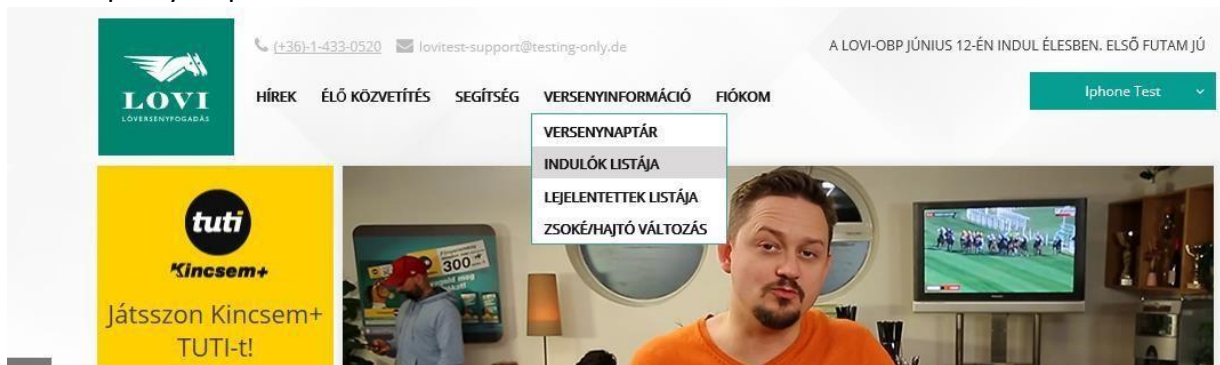 (+36)-1-433-0520 lovitest-support@testing-only.de
A LOVI-OBP JÚNIUS 12-ÉN INDUL ÉLESBEN. ELSŐ FUTAM JÚ
LOVI
LÓVERSENYFOGADÁS
HÍREK ÉLŐ KÖZVETÍTÉS SEGÍTSÉG VERSENYINFORMÁCIÓ FIÓKOM
Iphone Test
VERSENYNAPTÁR
INDULÓK LISTÁJA
LEJELENTETTEK LISTÁJA
ZSOKÉ/HAJTÓ VÁLTOZÁS
tuti
Kincsem+
Játsszon Kincsem+
TUTI-t!
300